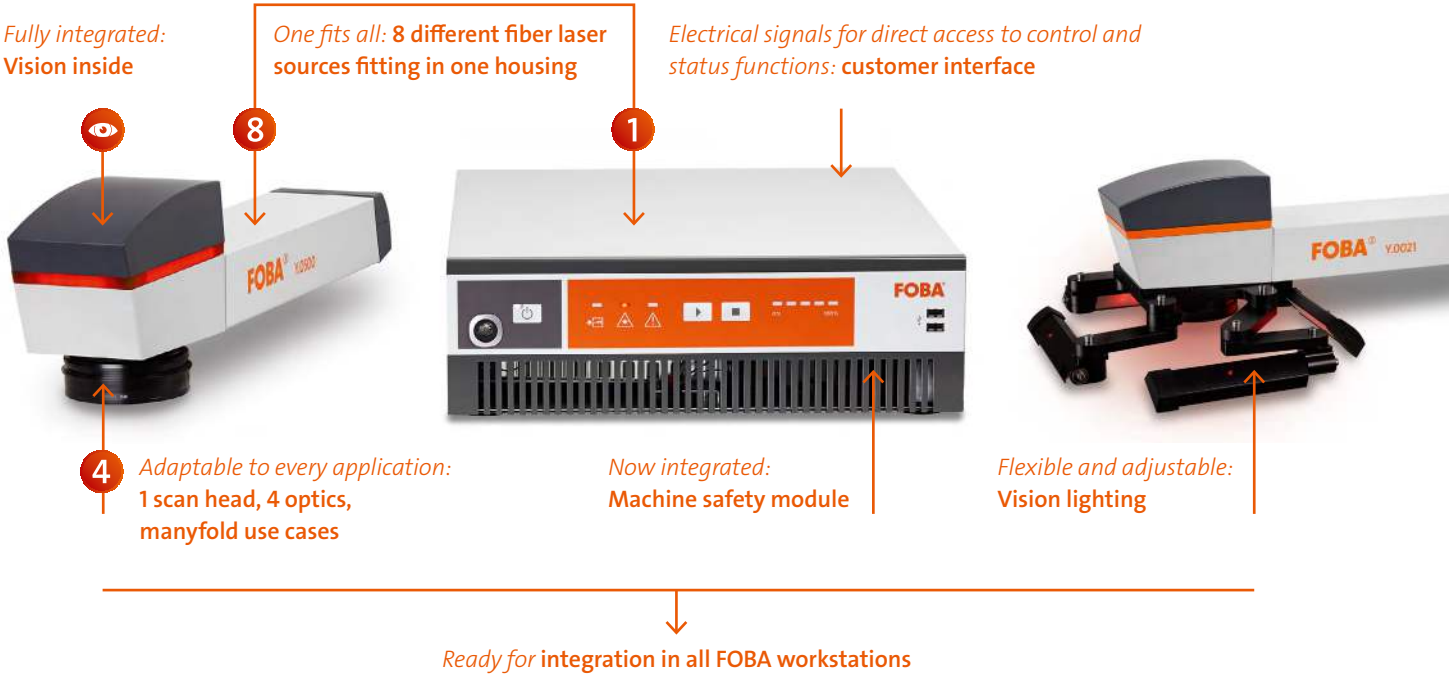 Fully integrated:
Vision inside
One fits all: 8 different fiber laser
sources fitting in one housing
Electrical signals for direct access to control and
status functions: customer interface
8
1
FOBA® Y.0500
FOBA
0%
100%
FOBA® Y.0021
4
Adaptable to every application:
1 scan head, 4 optics,
manyfold use cases
Now integrated:
Machine safety module
Flexible and adjustable:
Vision lighting
Ready for integration in all FOBA workstations